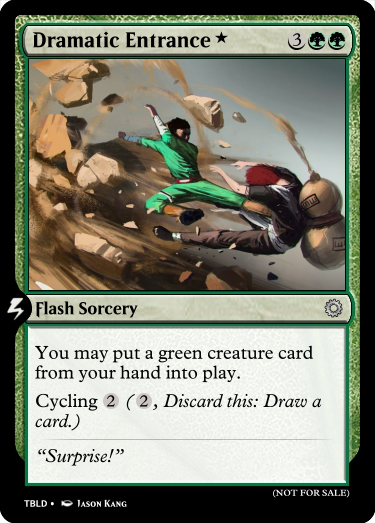 Dramatic Entrance★ 3
Flash Sorcery
You may put a green creature card
from your hand into play.
Cycling 2 ( 2, Discard this: Draw a
card.)
“Surprise!”
(NOT FOR SALE)
TBLD • JASON KANG